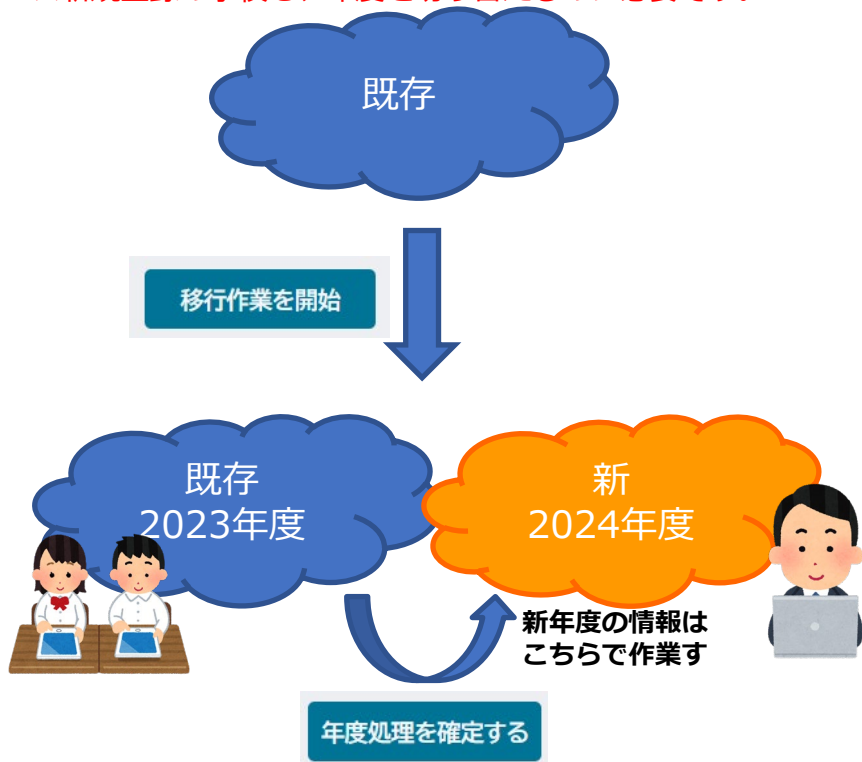 既存
移行作業を開始
既存
2023年度
新
2024年度
新年度の情報は
こちらで作業す
年度処理を確定する